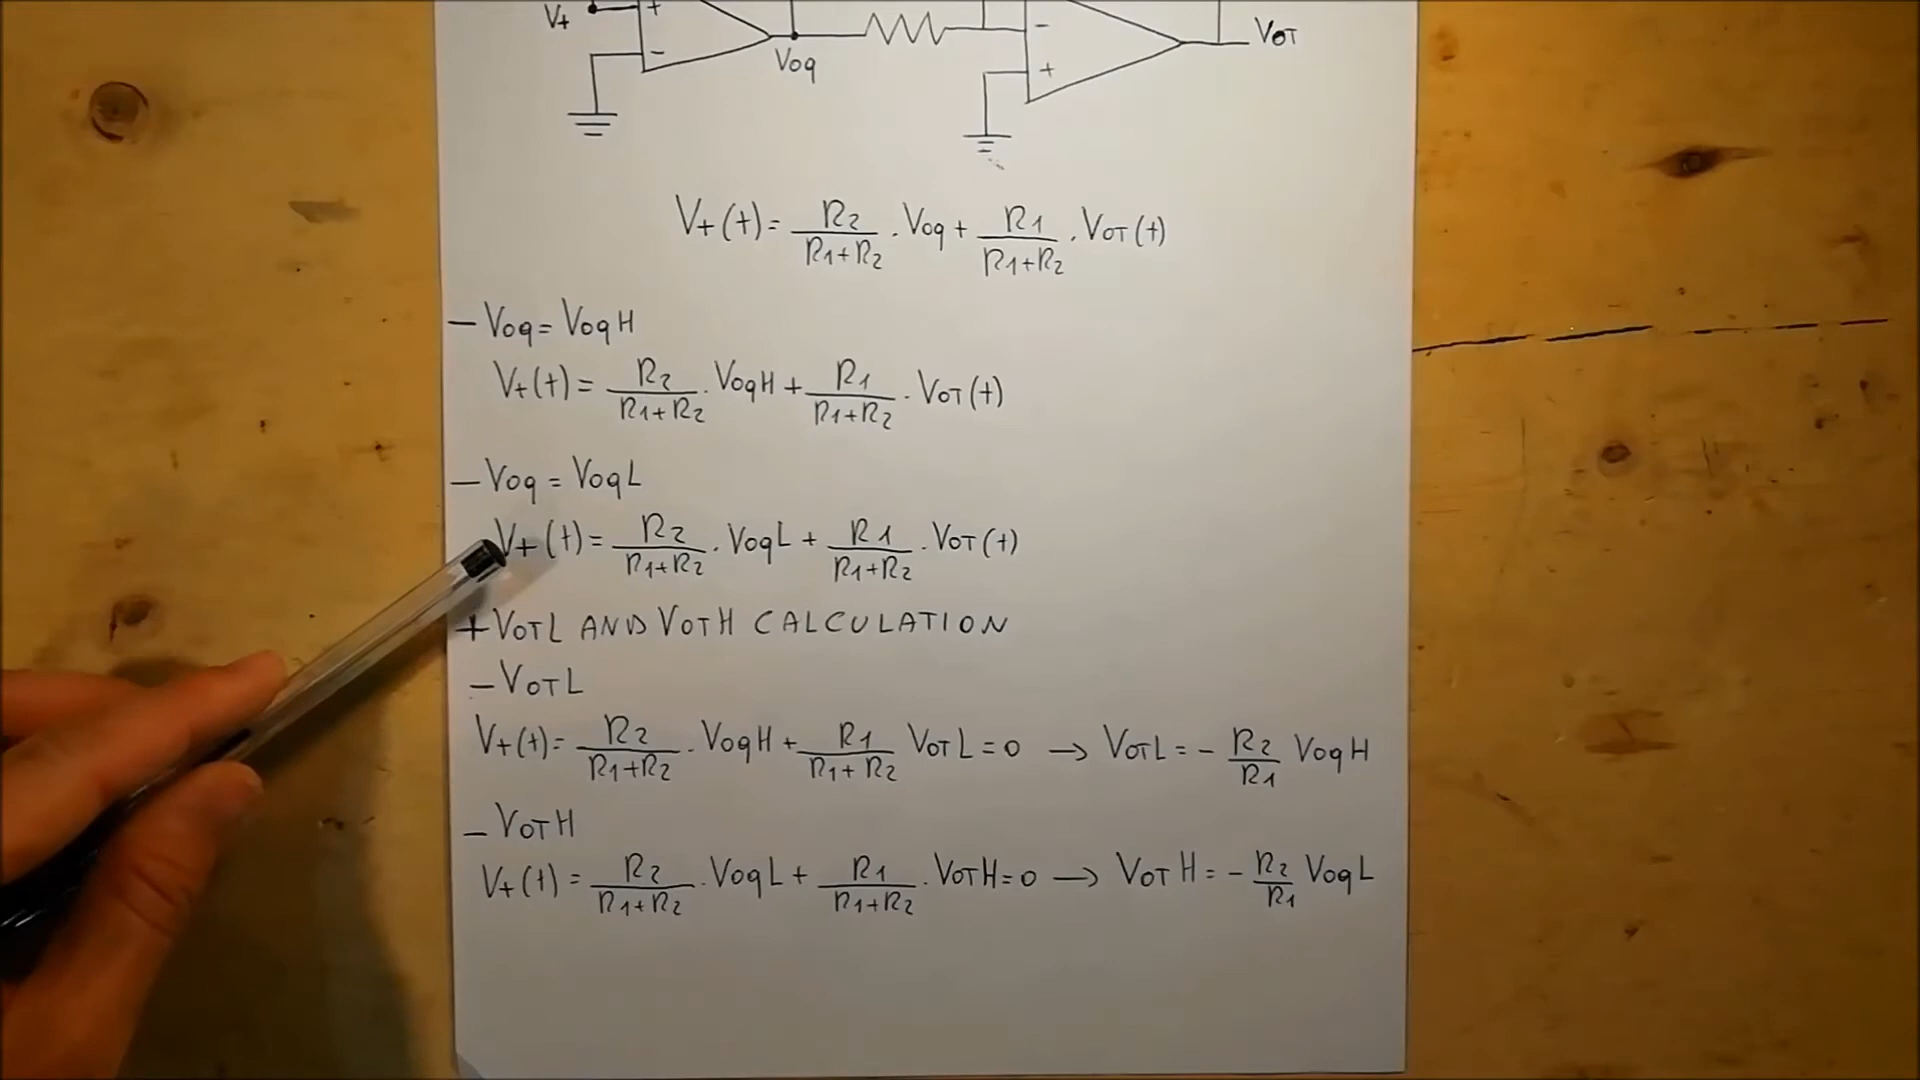 V+ + - Voq - + VOT
V+(t) = R2/(R1+R2) . Voq + R1/(R1+R2) . VOT(t)
- Voq = VoqH
V+(t) = R2/(R1+R2) . VoqH + R1/(R1+R2) . VOT(t)
- Voq = VoqL
V+(t) = R2/(R1+R2) . VoqL + R1/(R1+R2) . VOT(t)
+ VOTL AND VOTH CALCULATION
- VOTL
V+(t) = R2/(R1+R2) . VoqH + R1/(R1+R2) VOTL = 0 → VOTL = - R2/R1 VoqH
- VOTH
V+(t) = R2/(R1+R2) . VoqL + R1/(R1+R2) . VOTH = 0 → VOTH = - R2/R1 VoqL